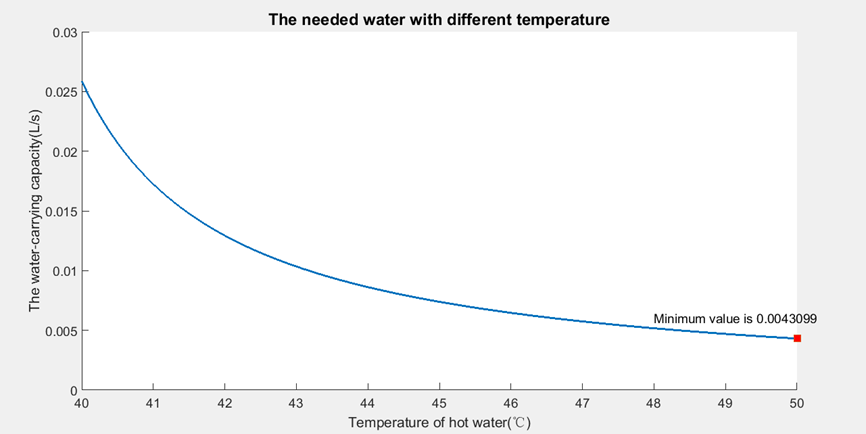 The needed water with different temperature
0.03
0.025
0.02
0.015
0.01
0.005
0
The water-carrying capacity(L/s)
Minimum value is 0.0043099
40 41 42 43 44 45 46 47 48 49 50
Temperature of hot water(℃)